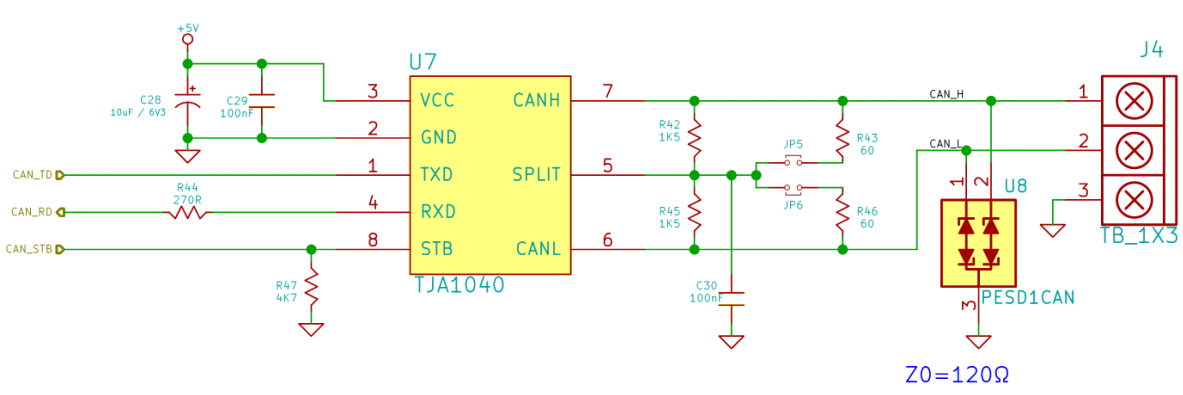 +5V
C28
10uF / 6V3
C29
100nF
U7
3
VCC
2
GND
1
TXD
4
RXD
8
STB
CANH
7
SPLIT
5
CANL
6
TJA1040
CAN_TD
CAN_RD
CAN_STB
R44
270R
R47
4K7
R42
1K5
R45
1K5
JP5
JP6
R43
60
R46
60
C30
100nF
CAN_H
CAN_L
J4
1
2
3
TB_1X3
1
2
U8
3
PESD1CAN
Z0=120Ω